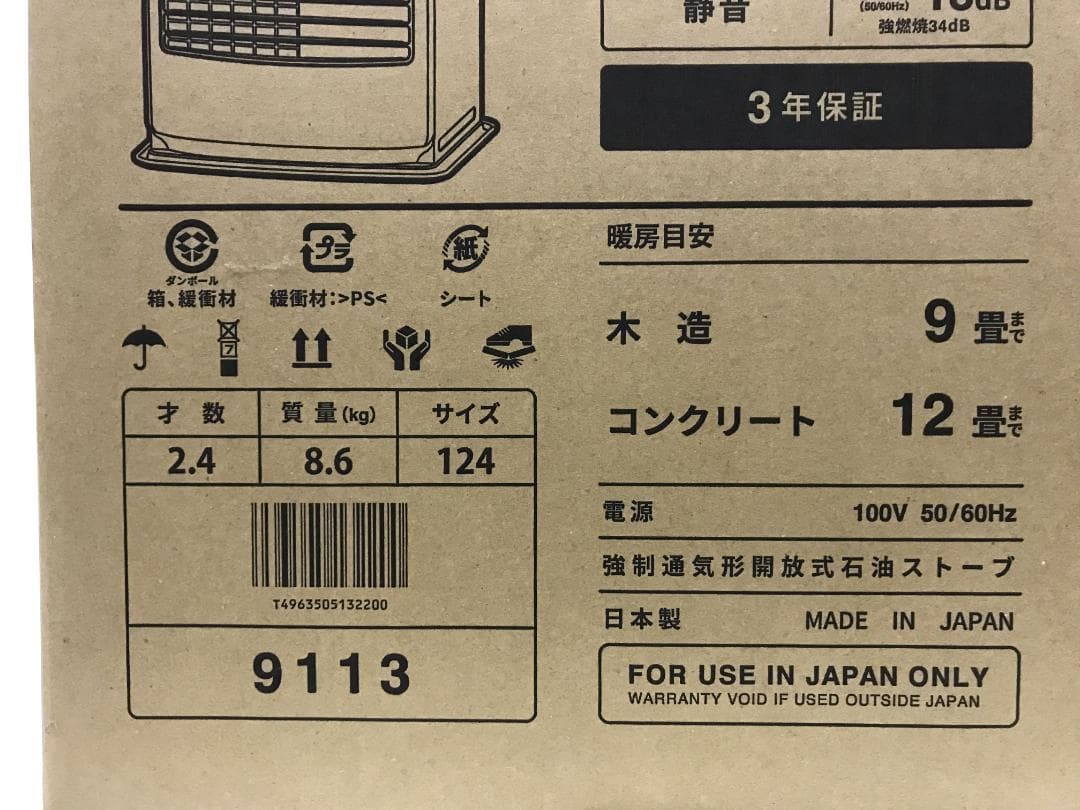 静音
(50/60Hz)
強燃焼34dB
3年保証
ダンボール
箱、緩衝材
プラ
緩衝材:>PS<
紙
シート
7
才数 質量(kg) サイズ
2.4 8.6 124
T4963505132200
9113
暖房目安
木造 9畳まで
コンクリート 12畳まで
電源 100V 50/60Hz
強制通気形開放式石油ストーブ
日本製 MADE IN JAPAN
FOR USE IN JAPAN ONLY
WARRANTY VOID IF USED OUTSIDE JAPAN